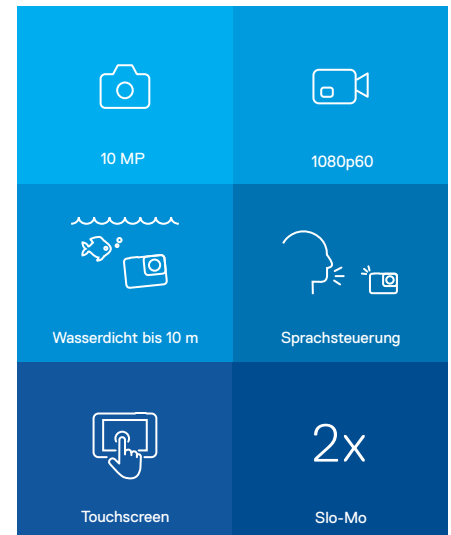 10 MP
1080p60
Wasserdicht bis 10 m
Sprachsteuerung
Touchscreen
2x
Slo-Mo